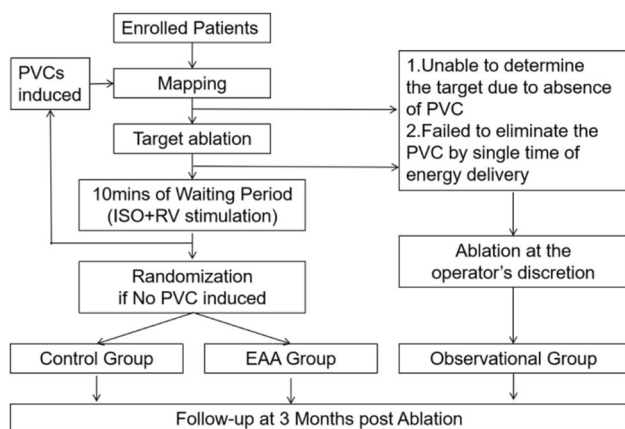 Enrolled Patients
PVCs
induced
Mapping
1.Unable to determine
the target due to absence
of PVC
2.Failed to eliminate the
PVC by single time of
energy delivery
Target ablation
10mins of Waiting Period
(ISO+RV stimulation)
Ablation at the
operator's discretion
Randomization
if No PVC induced
Control Group
EAA Group
Observational Group
Follow-up at 3 Months post Ablation